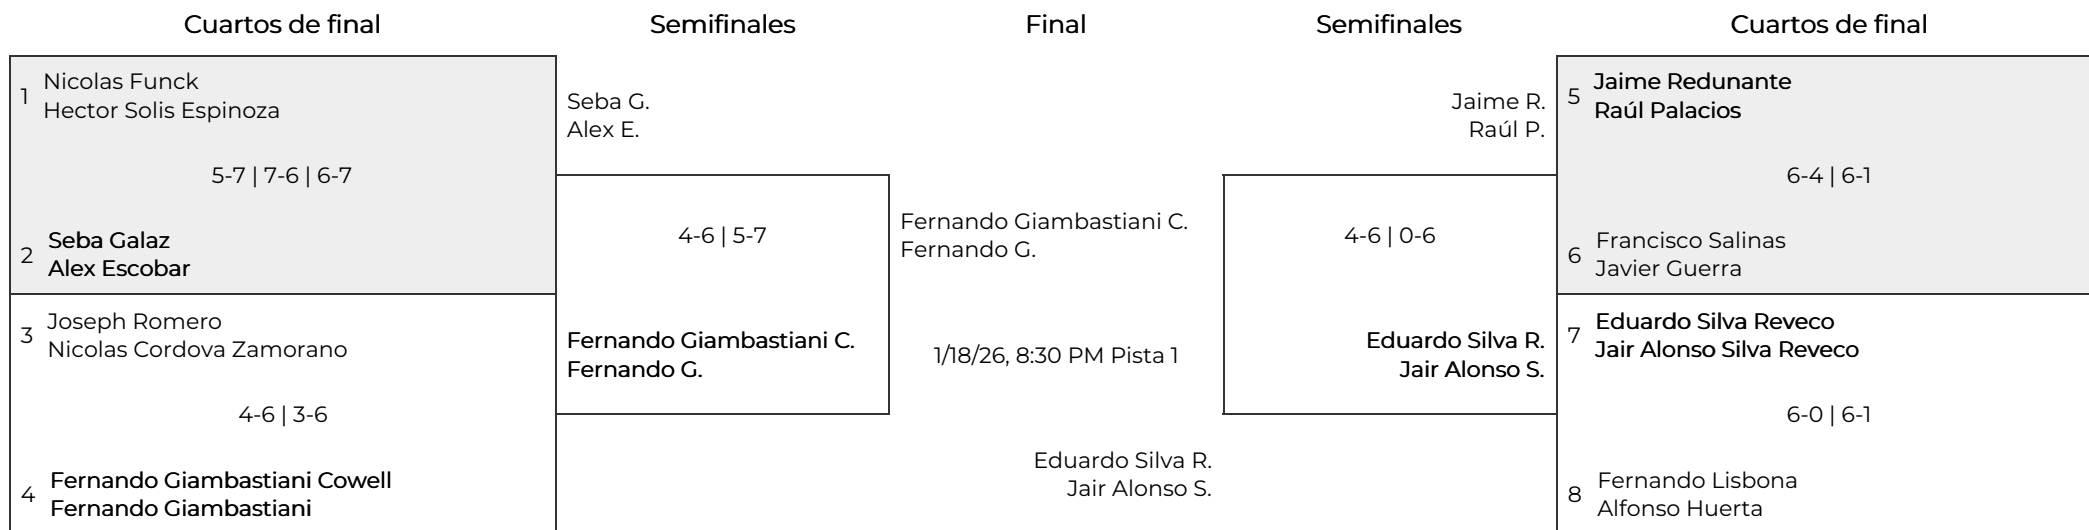 Cuartos de final
Semifinales
Final
Semifinales
Cuartos de final
1
Nicolas Funck
Hector Solis Espinoza
5-7 | 7-6 | 6-7
2
Seba Galaz
Alex Escobar
3
Joseph Romero
Nicolas Cordova Zamorano
4-6 | 3-6
4
Fernando Giambastiani Cowell
Fernando Giambastiani
Seba G.
Alex E.
4-6 | 5-7
Fernando Giambastiani C.
Fernando G.
Fernando Giambastiani C.
Fernando G.
1/18/26, 8:30 PM Pista 1
Eduardo Silva R.
Jair Alonso S.
Jaime R.
Raúl P.
4-6 | 0-6
Eduardo Silva R.
Jair Alonso S.
5
Jaime Redunante
Raúl Palacios
6-4 | 6-1
6
Francisco Salinas
Javier Guerra
7
Eduardo Silva Reveco
Jair Alonso Silva Reveco
6-0 | 6-1
8
Fernando Lisbona
Alfonso Huerta